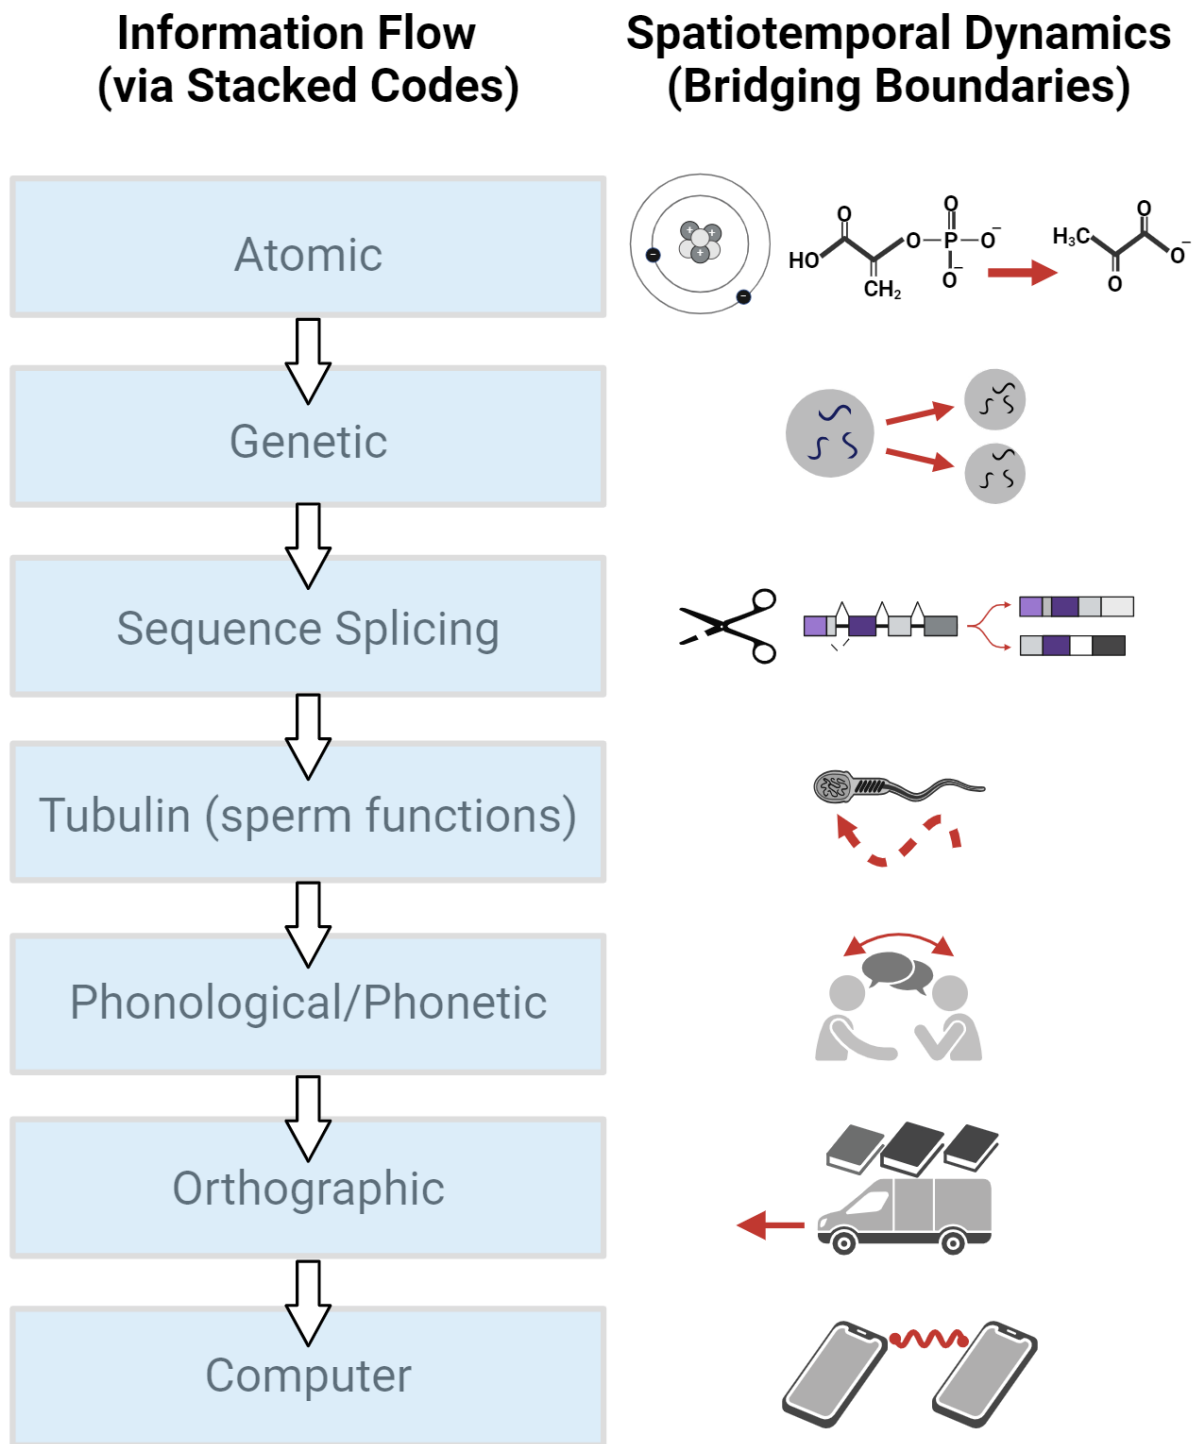 Information Flow
(via Stacked Codes)
Spatiotemporal Dynamics
(Bridging Boundaries)
Atomic
+ +
+
−
−
O
HO
CH₂
O
O
P
O⁻
O⁻
H₃C
O
O
O⁻
Genetic
Sequence Splicing
Tubulin (sperm functions)
Phonological/Phonetic
Orthographic
Computer